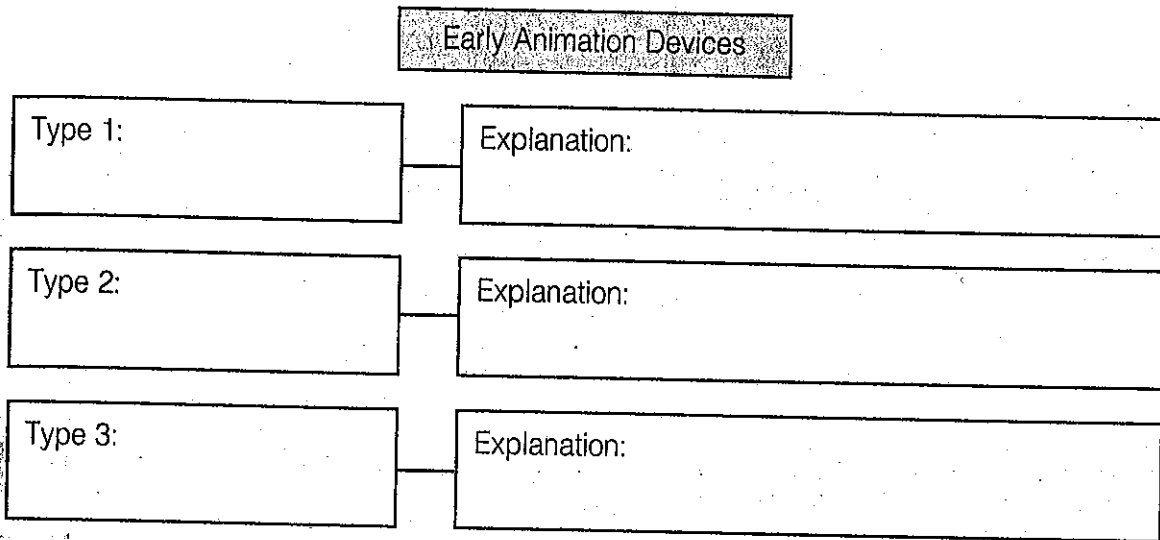 Early Animation Devices
Type 1:
Explanation:
Type 2:
Explanation:
Type 3:
Explanation: